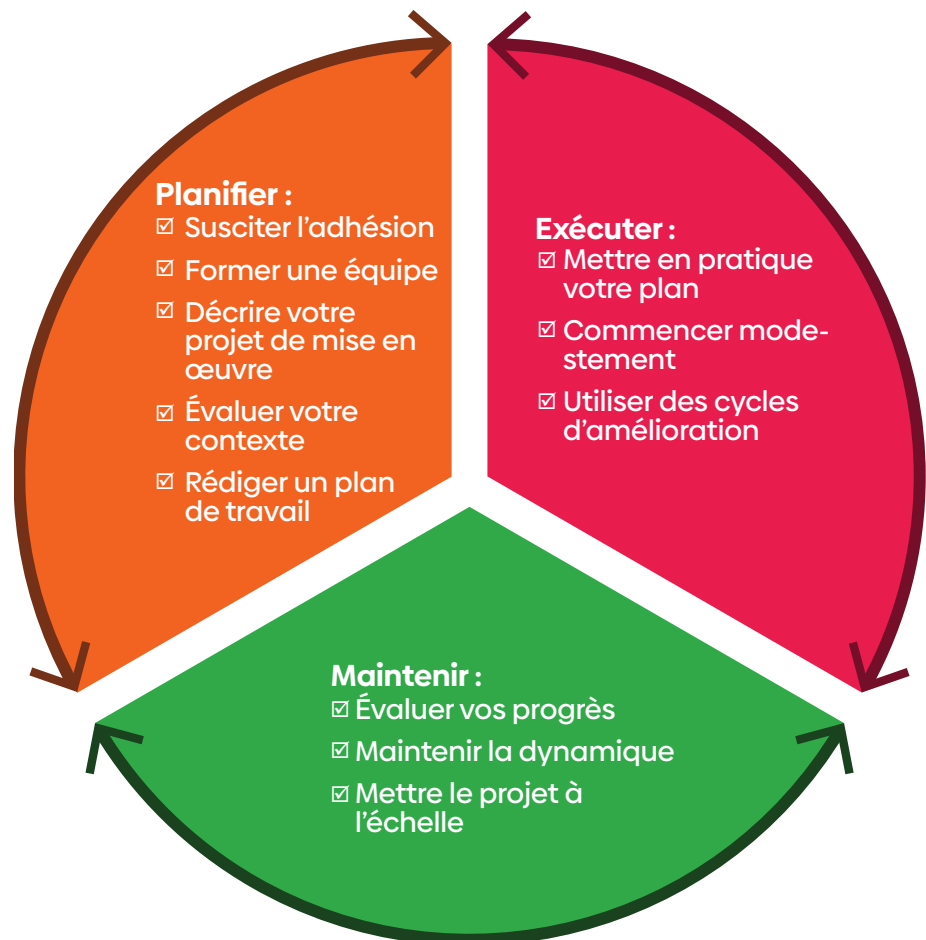 Planifier :
☑ Susciter l’adhésion
☑ Former une équipe
☑ Décrire votre
projet de mise en
œuvre
☑ Évaluer votre
contexte
☑ Rédiger un plan
de travail
Exécuter :
☑ Mettre en pratique
votre plan
☑ Commencer mode-
stement
☑ Utiliser des cycles
d’amélioration
Maintenir :
☑ Évaluer vos progrès
☑ Maintenir la dynamique
☑ Mettre le projet à
l’échelle